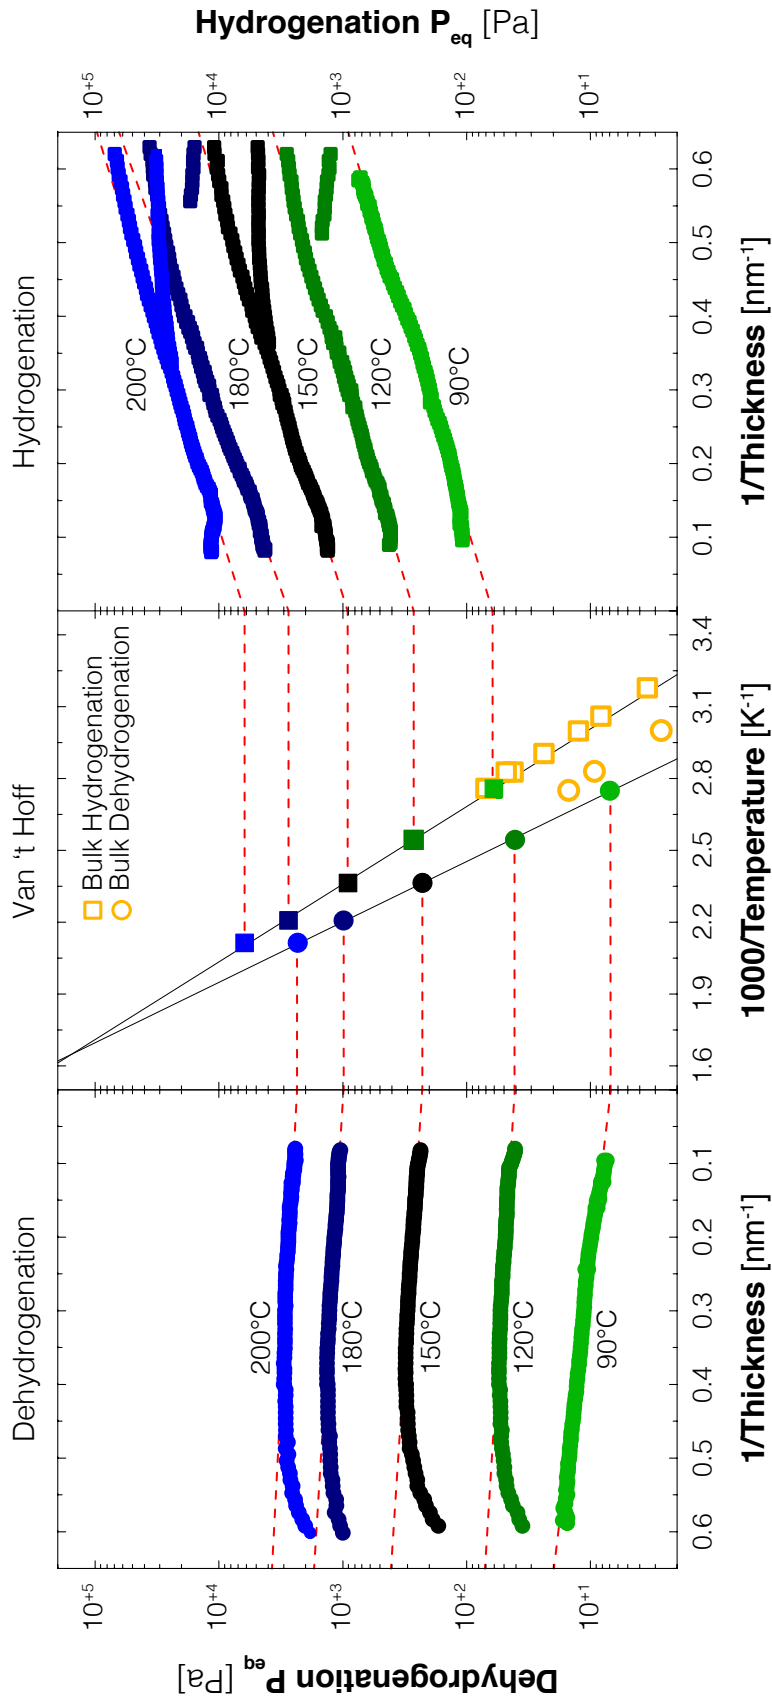 Dehydrogenation
Van 't Hoff
Hydrogenation
Dehydrogenation P_eq [Pa]
10^+5
10^+4
10^+3
10^+2
10^+1
200°C
180°C
150°C
120°C
90°C
0.6 0.5 0.4 0.3 0.2 0.1
1/Thickness [nm^-1]
Bulk Hydrogenation
Bulk Dehydrogenation
1.6 1.9 2.2 2.5 2.8 3.1 3.4
1000/Temperature [K^-1]
200°C
180°C
150°C
120°C
90°C
0.1 0.2 0.3 0.4 0.5 0.6
1/Thickness [nm^-1]
10^+5
10^+4
10^+3
10^+2
10^+1
Hydrogenation P_eq [Pa]